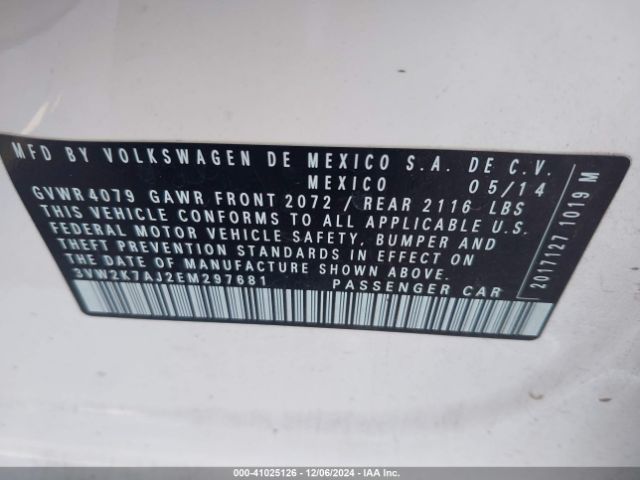 MFD BY VOLKSWAGEN DE MEXICO S.A. DE C.V.
MEXICO 05/14
GVWR 4079 GAWR FRONT 2072 / REAR 2116 LBS
THIS VEHICLE CONFORMS TO ALL APPLICABLE U.S.
FEDERAL MOTOR VEHICLE SAFETY, BUMPER AND
THEFT PREVENTION STANDARDS IN EFFECT ON
THE DATE OF MANUFACTURE SHOWN ABOVE
3VW2K7AJ2EM297681 PASSENGER CAR
2017127 1019 M
000-41025126 - 12/06/2024 - IAA Inc.